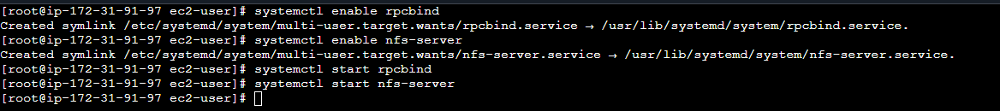 [root@ip-172-31-91-97 ec2-user]# systemctl enable rpcbind
Created symlink /etc/systemd/system/multi-user.target.wants/rpcbind.service → /usr/lib/systemd/system/rpcbind.service.
[root@ip-172-31-91-97 ec2-user]# systemctl enable nfs-server
Created symlink /etc/systemd/system/multi-user.target.wants/nfs-server.service → /usr/lib/systemd/system/nfs-server.service.
[root@ip-172-31-91-97 ec2-user]# systemctl start rpcbind
[root@ip-172-31-91-97 ec2-user]# systemctl start nfs-server
[root@ip-172-31-91-97 ec2-user]#